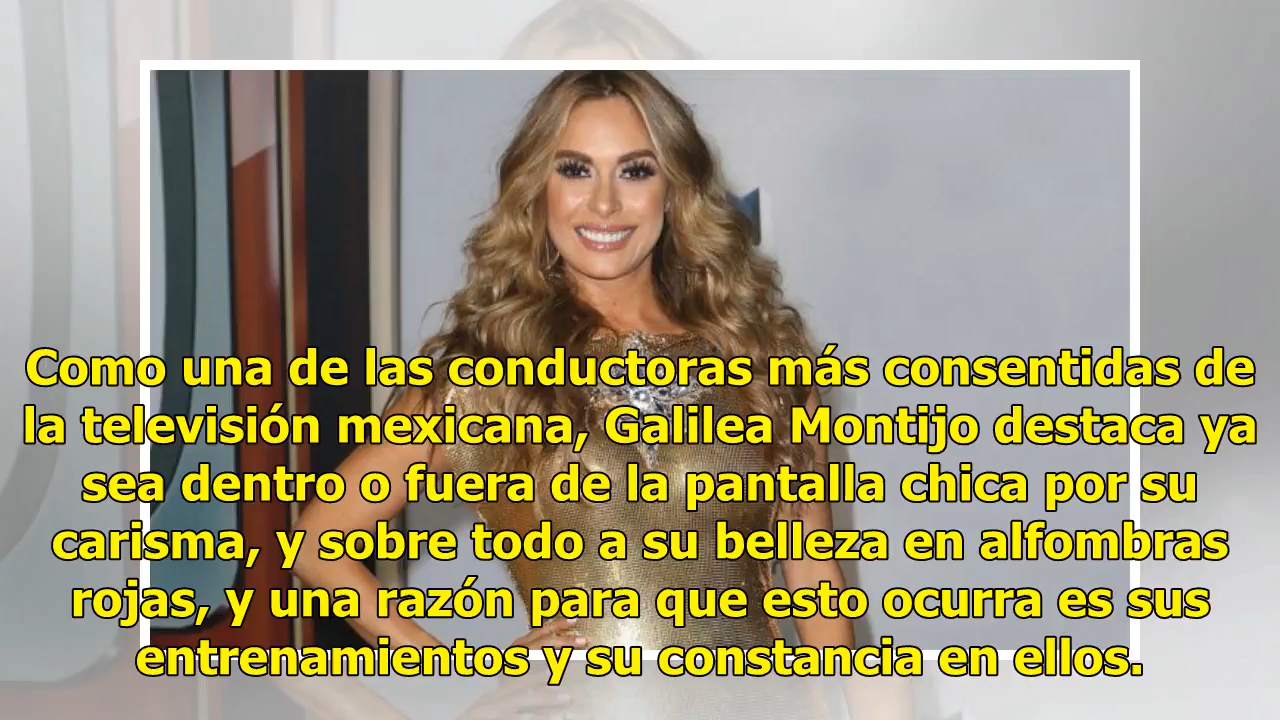 Como una de las conductoras más consentidas de
la televisión mexicana, Galilea Montijo destaca ya
sea dentro o fuera de la pantalla chica por su
carisma, y sobre todo a su belleza en alfombras
rojas, y una razón para que esto ocurra es sus
entrenamientos y su constancia en ellos.